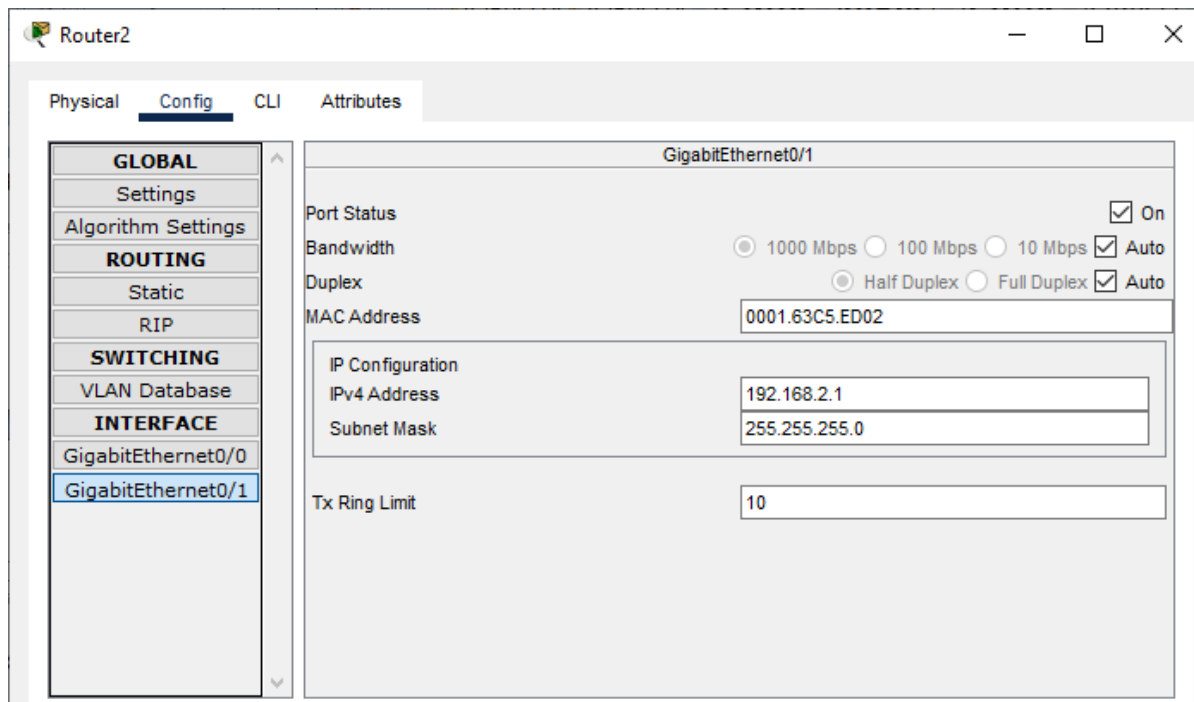 Router2
Physical Config CLI Attributes
GLOBAL
Settings
Algorithm Settings
ROUTING
Static
RIP
SWITCHING
VLAN Database
INTERFACE
GigabitEthernet0/0
GigabitEthernet0/1
GigabitEthernet0/1
Port Status On
Bandwidth 1000 Mbps 100 Mbps 10 Mbps Auto
Duplex Half Duplex Full Duplex Auto
MAC Address 0001.63C5.ED02
IP Configuration
IPv4 Address 192.168.2.1
Subnet Mask 255.255.255.0
Tx Ring Limit 10